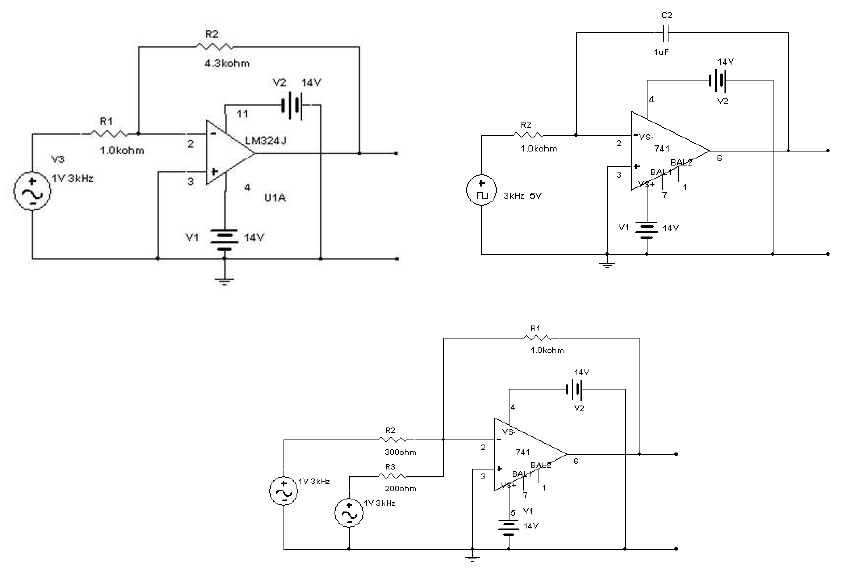 R2
4.3kohm
V2 14V
11
R1
1.0kohm
-
2
LM324J
V3
1V 3kHz
+
3
4
U1A
V1 14V
C2
1uF
14V
V2
4
R2
1.0kohm
-
2
VS-
741
6
+
3
BAL2
BAL1
VS+
7
1
3kHz 5V
V1 14V
R1
1.0kohm
14V
V2
4
R2
300ohm
-
2
VS-
741
6
R3
200ohm
+
3
BAL2
BAL1
VS+
7
1
1V 3kHz
1V 3kHz
5 V1
14V